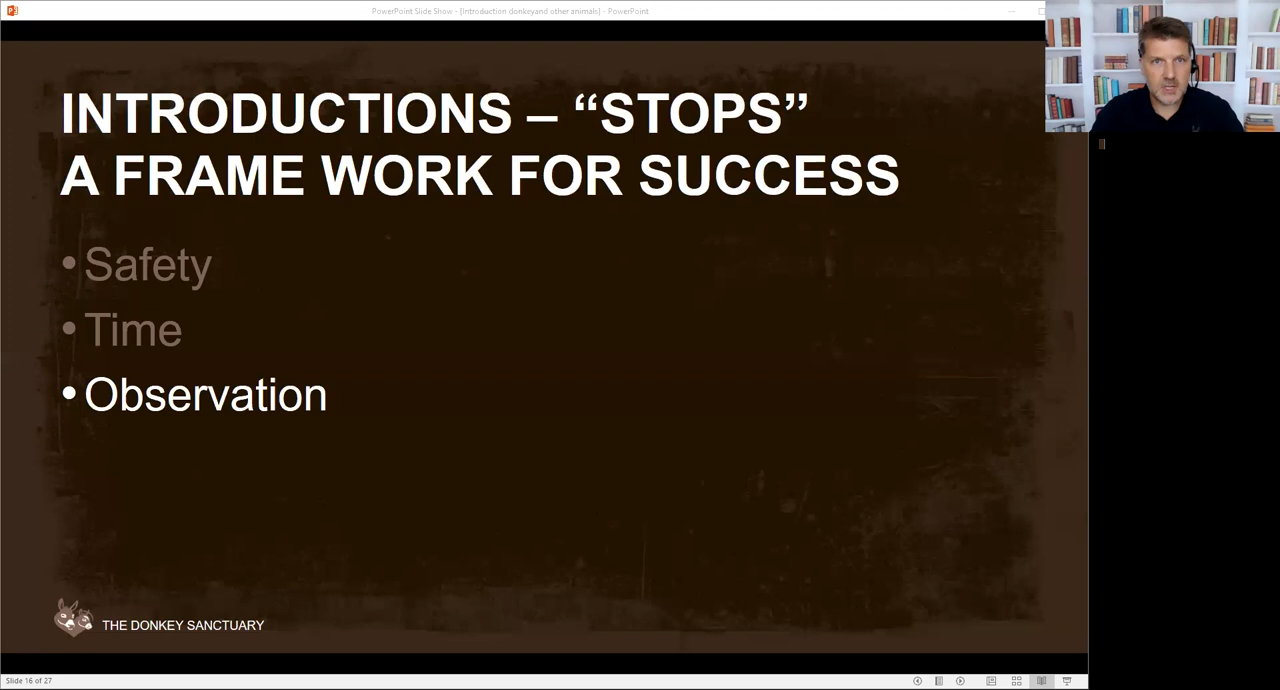 PowerPoint Slide Show - [Introduction donkeyand other animals] - PowerPoint
INTRODUCTIONS – “STOPS”
A FRAME WORK FOR SUCCESS
• Safety
• Time
• Observation
THE DONKEY SANCTUARY
Slide 16 of 27